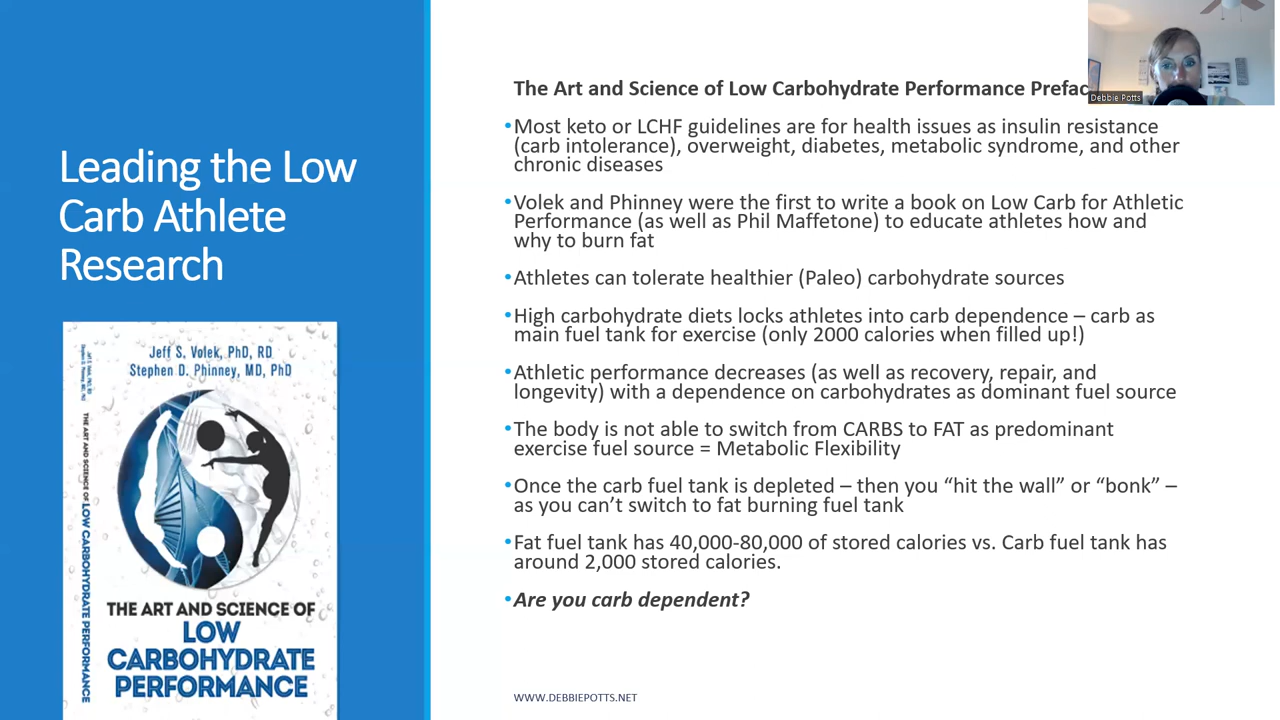 Leading the Low
Carb Athlete
Research
Jeff S. Volek, PhD, RD
Stephen D. Phinney, MD, PhD
THE ART AND SCIENCE OF LOW CARBOHYDRATE PERFORMANCE
THE ART AND SCIENCE OF
LOW
CARBOHYDRATE
PERFORMANCE
The Art and Science of Low Carbohydrate Performance Prefac
•Most keto or LCHF guidelines are for health issues as insulin resistance
(carb intolerance), overweight, diabetes, metabolic syndrome, and other
chronic diseases
•Volek and Phinney were the first to write a book on Low Carb for Athletic
Performance (as well as Phil Maffetone) to educate athletes how and
why to burn fat
•Athletes can tolerate healthier (Paleo) carbohydrate sources
•High carbohydrate diets locks athletes into carb dependence – carb as
main fuel tank for exercise (only 2000 calories when filled up!)
•Athletic performance decreases (as well as recovery, repair, and
longevity) with a dependence on carbohydrates as dominant fuel source
•The body is not able to switch from CARBS to FAT as predominant
exercise fuel source = Metabolic Flexibility
•Once the carb fuel tank is depleted – then you “hit the wall” or “bonk” –
as you can’t switch to fat burning fuel tank
•Fat fuel tank has 40,000-80,000 of stored calories vs. Carb fuel tank has
around 2,000 stored calories.
•Are you carb dependent?
WWW.DEBBIEPOTTS.NET
Debbie Potts